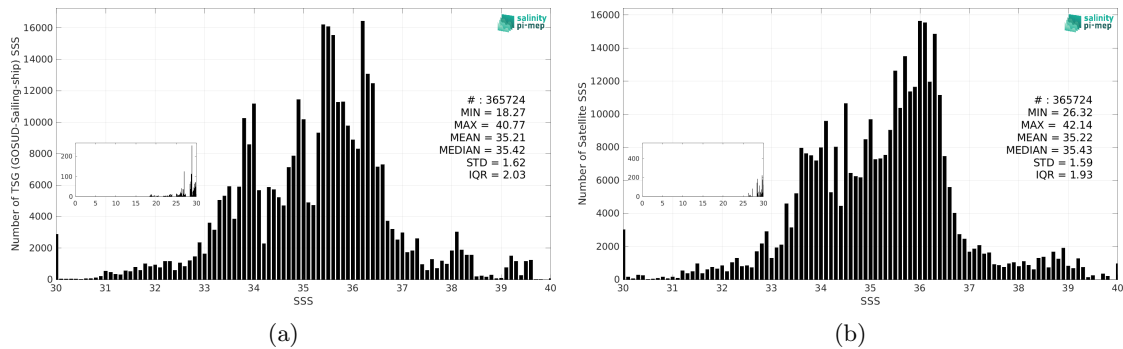 16000
14000
12000
10000
8000
6000
4000
2000
0
Number of TSG (GOSUD-Sailing-ship) SSS
salinity
pi-mep
# : 365724
MIN = 18.27
MAX = 40.77
MEAN = 35.21
MEDIAN = 35.42
STD = 1.62
IQR = 2.03
200
100
0
0 5 10 15 20 25 30
30 31 32 33 34 35 36 37 38 39 40
SSS
(a)
16000
14000
12000
10000
8000
6000
4000
2000
0
Number of Satellite SSS
salinity
pi-mep
# : 365724
MIN = 26.32
MAX = 42.14
MEAN = 35.22
MEDIAN = 35.43
STD = 1.59
IQR = 1.93
400
200
0
0 5 10 15 20 25 30
30 31 32 33 34 35 36 37 38 39 40
SSS
(b)